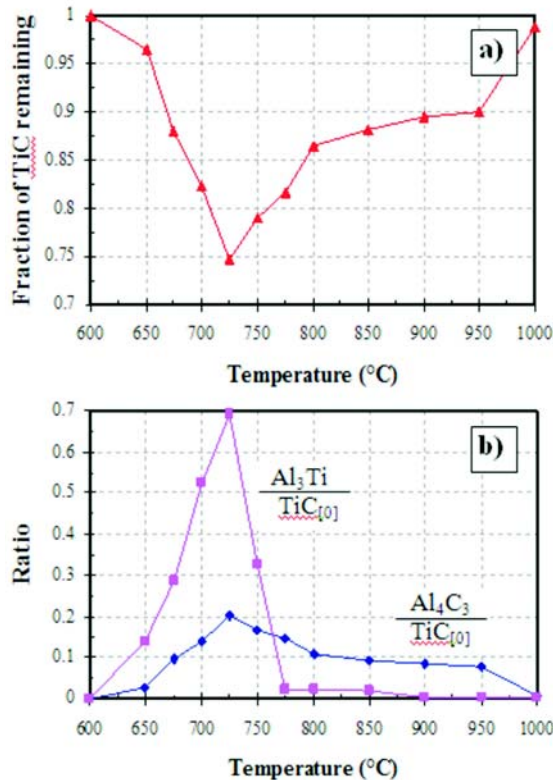 a)
1
0.95
0.9
0.85
0.8
0.75
0.7
Fraction of TiC remaining
600 650 700 750 800 850 900 950 1000
Temperature (°C)
b)
0.7
0.6
0.5
0.4
0.3
0.2
0.1
0
Ratio
Al₃Ti
TiC[0]
Al₄C₃
TiC[0]
600 650 700 750 800 850 900 950 1000
Temperature (°C)